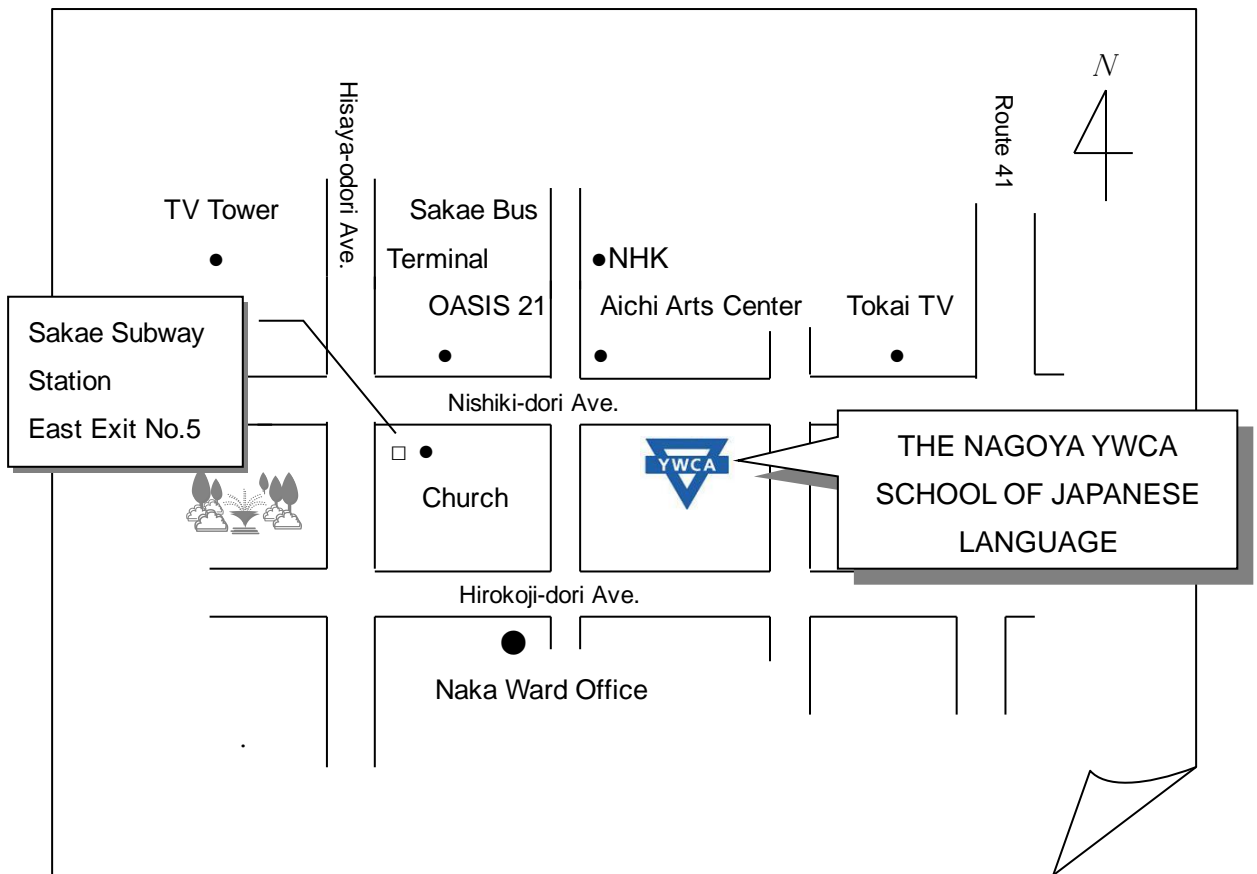 N
Hisaya-odori Ave.
Route 41
TV Tower
Sakae Bus
Terminal
●NHK
OASIS 21
Aichi Arts Center
Tokai TV
Sakae Subway
Station
East Exit No.5
Nishiki-dori Ave.
YWCA
THE NAGOYA YWCA
SCHOOL OF JAPANESE
LANGUAGE
Church
Hirokoji-dori Ave.
Naka Ward Office